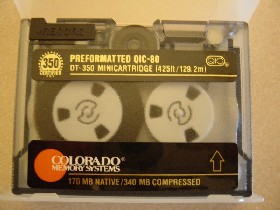 350
PREFORMATTED QIC-80
DT-350 MINICARTRIDGE (425ft/129.2m)
QIC
COLORADO
MEMORY SYSTEMS
170 MB NATIVE/340 MB COMPRESSED